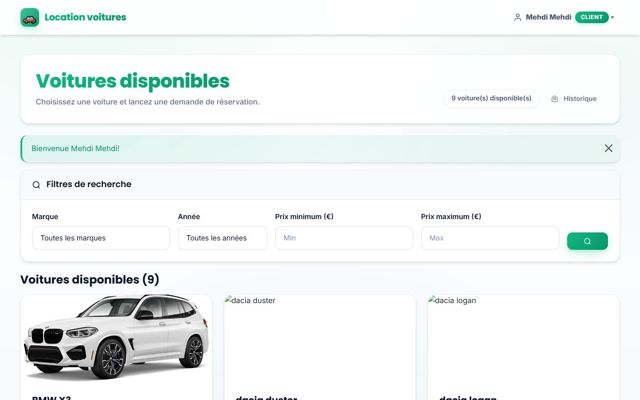 Location voitures
Mehdi Mehdi CLIENT
Voitures disponibles
Choisissez une voiture et lancez une demande de réservation.
9 voiture(s) disponible(s)
Historique
Bienvenue Mehdi Mehdi!
Filtres de recherche
Marque Année Prix minimum (€) Prix maximum (€)
Toutes les marques Toutes les années Min Max
Voitures disponibles (9)
dacia duster dacia logan
BMW X3 dacia duster dacia logan